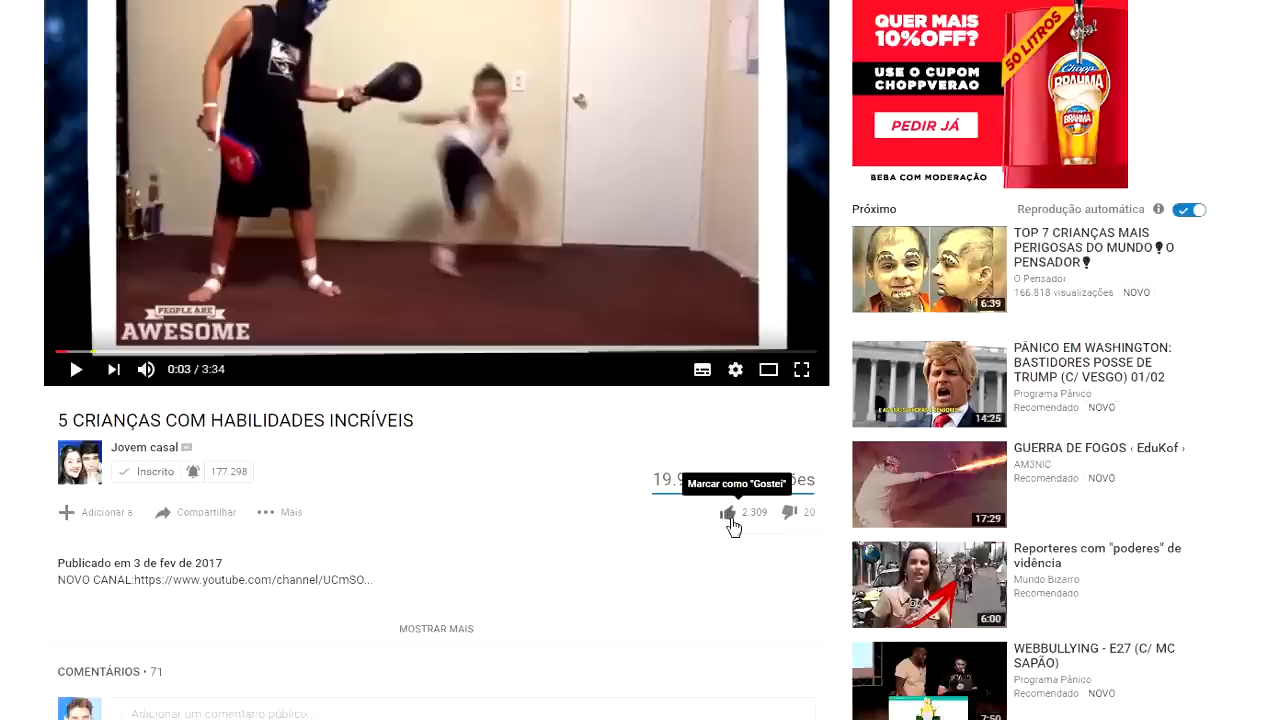 PEOPLE ARE
AWESOME
0:03 / 3:34
5 CRIANÇAS COM HABILIDADES INCRÍVEIS
Jovem casal
Inscrito
177.298
Marcar como "Gostei"
Adicionar a
Compartilhar
Mais
2.309
20
Publicado em 3 de fev de 2017
NOVO CANAL:https://www.youtube.com/channel/UCmSO...
MOSTRAR MAIS
COMENTÁRIOS • 71
Adicionar um comentário público...
QUER MAIS
10%OFF?
USE O CUPOM
CHOPPVERAO
PEDIR JÁ
BEBA COM MODERAÇÃO
50 LITROS
Chopp
BRAHMA
BRAHMA
Próximo
Reprodução automática
TOP 7 CRIANÇAS MAIS
PERIGOSAS DO MUNDO O
PENSADOR
O Pensador
166.818 visualizações NOVO
6:39
PÂNICO EM WASHINGTON:
BASTIDORES POSSE DE
TRUMP (C/ VESGO) 01/02
Programa Pânico
Recomendado NOVO
14:25
GUERRA DE FOGOS ‹ EduKof ›
AM3NIC
Recomendado NOVO
17:29
Reporteres com "poderes" de
vidência
Mundo Bizarro
Recomendado
6:00
WEBBULLYING - E27 (C/ MC
SAPÃO)
Programa Pânico
Recomendado NOVO
7:50